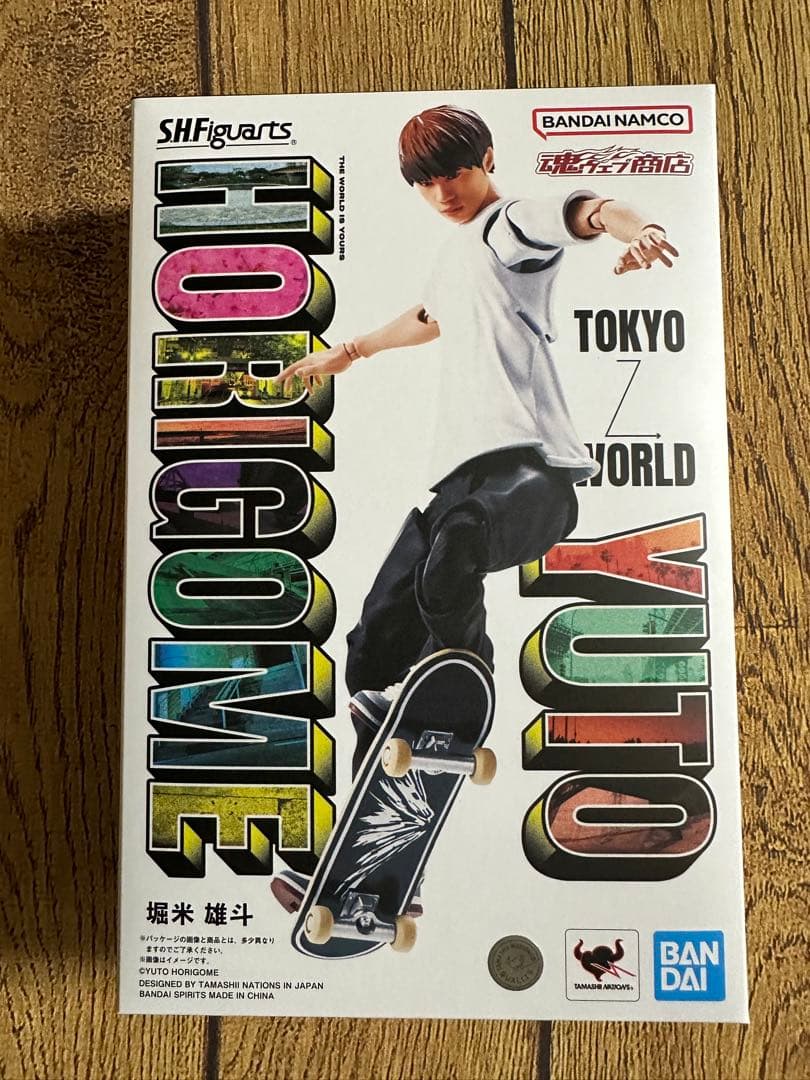 S.H.Figuarts
BANDAI NAMCO
魂ウェブ商店
THE WORLD IS YOURS
HORIGOME
TOKYO
WORLD
YUTO
堀米 雄斗
※パッケージの画像と商品とは、多少異なり
ますのでご了承ください。
※画像はイメージです。
©YUTO HORIGOME
DESIGNED BY TAMASHII NATIONS IN JAPAN
BANDAI SPIRITS MADE IN CHINA
TAMASHII NATIONS
BAN
DAI